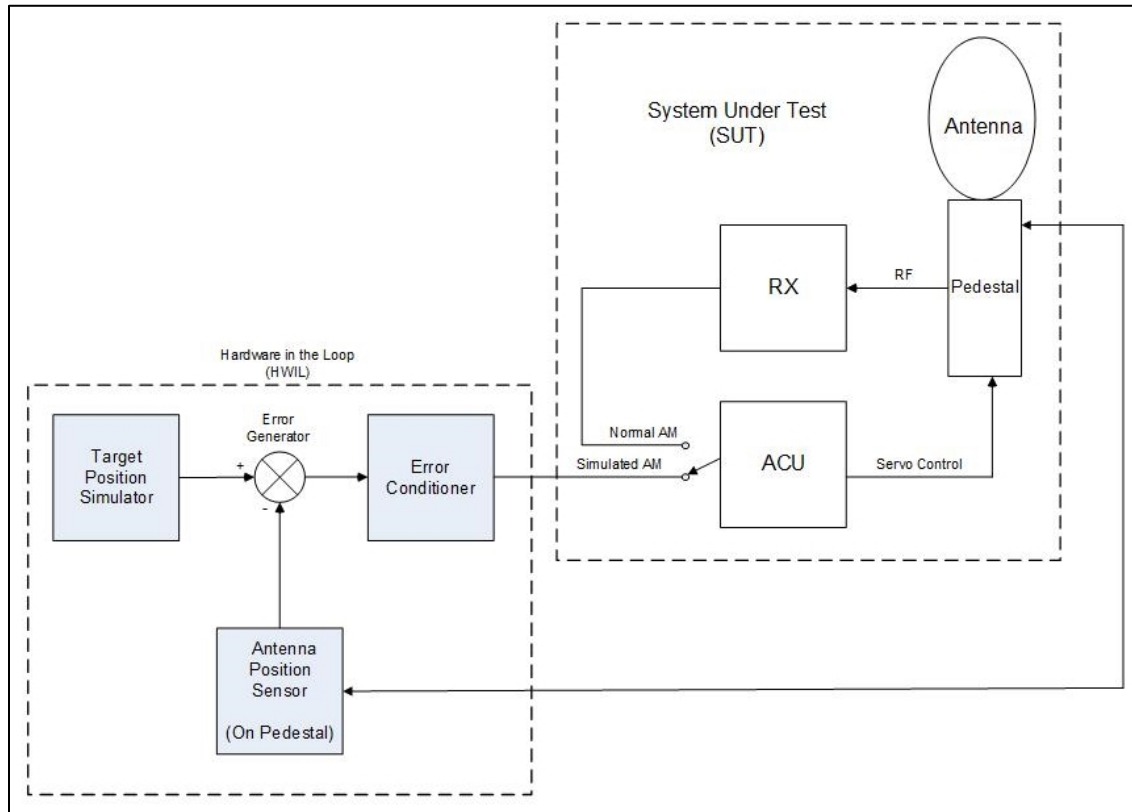 System Under Test
(SUT)
Antenna
RX
RF
Pedestal
Hardware in the Loop
(HWIL)
Target
Position
Simulator
+
-
Error
Generator
Error
Conditioner
Normal AM
Simulated AM
ACU
Servo Control
Antenna
Position
Sensor
(On Pedestal)